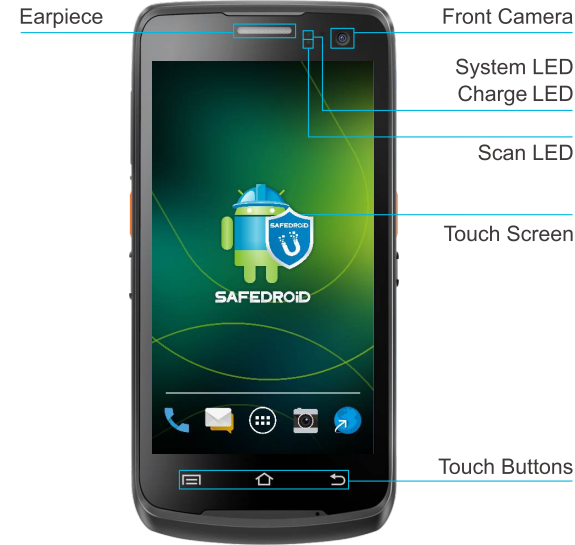 Earpiece
Front Camera
System LED
Charge LED
Scan LED
SAFEDROiD
Touch Screen
SAFEDROiD
Touch Buttons